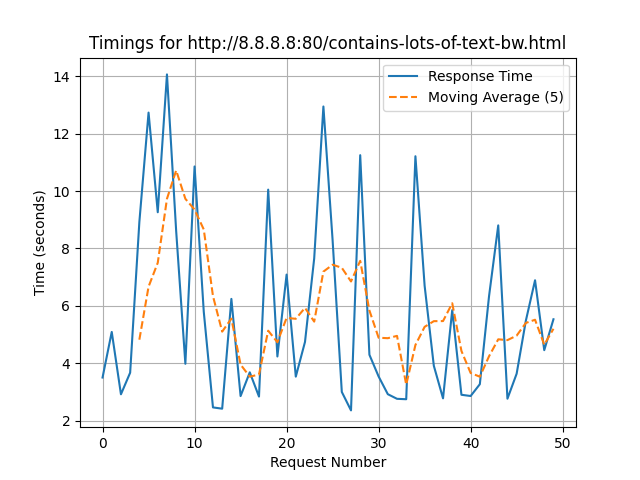 Timings for http://8.8.8.8:80/contains-lots-of-text-bw.html
Response Time
Moving Average (5)
Time (seconds)
14
12
10
8
6
4
2
0 10 20 30 40 50
Request Number